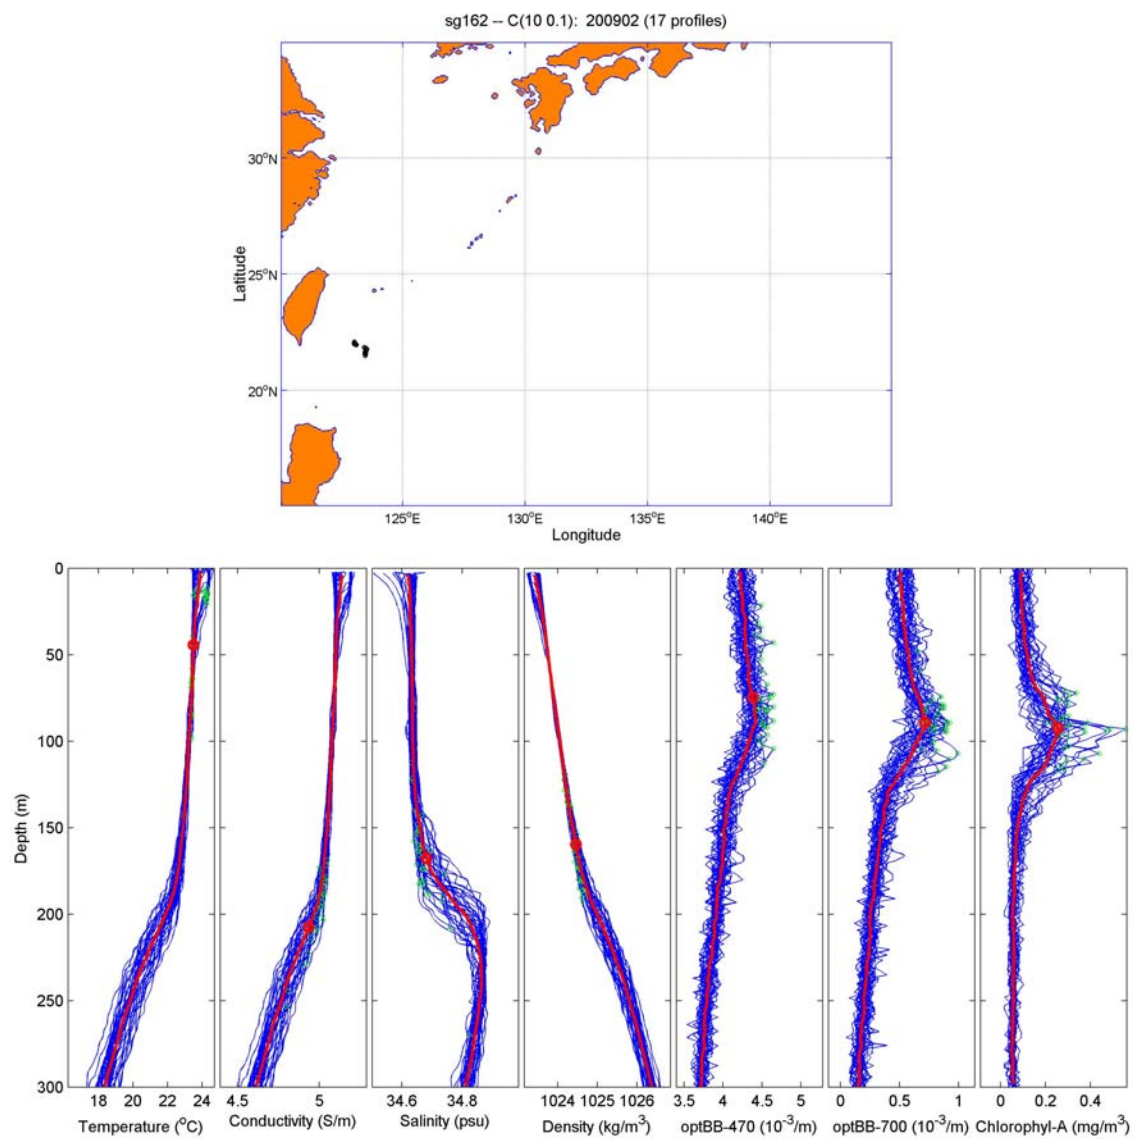 sg162 -- C(10 0.1): 200902 (17 profiles)
30°N
25°N
20°N
Latitude
125°E 130°E 135°E 140°E
Longitude
0
50
100
150
200
250
300
Depth (m)
18 20 22 24 4.5 5 34.6 34.8 1024 1025 1026 3.5 4 4.5 5 0 0.5 1 0 0.2 0.4
Temperature (°C) Conductivity (S/m) Salinity (psu) Density (kg/m³) optBB-470 (10⁻³/m) optBB-700 (10⁻³/m) Chlorophyl-A (mg/m³)